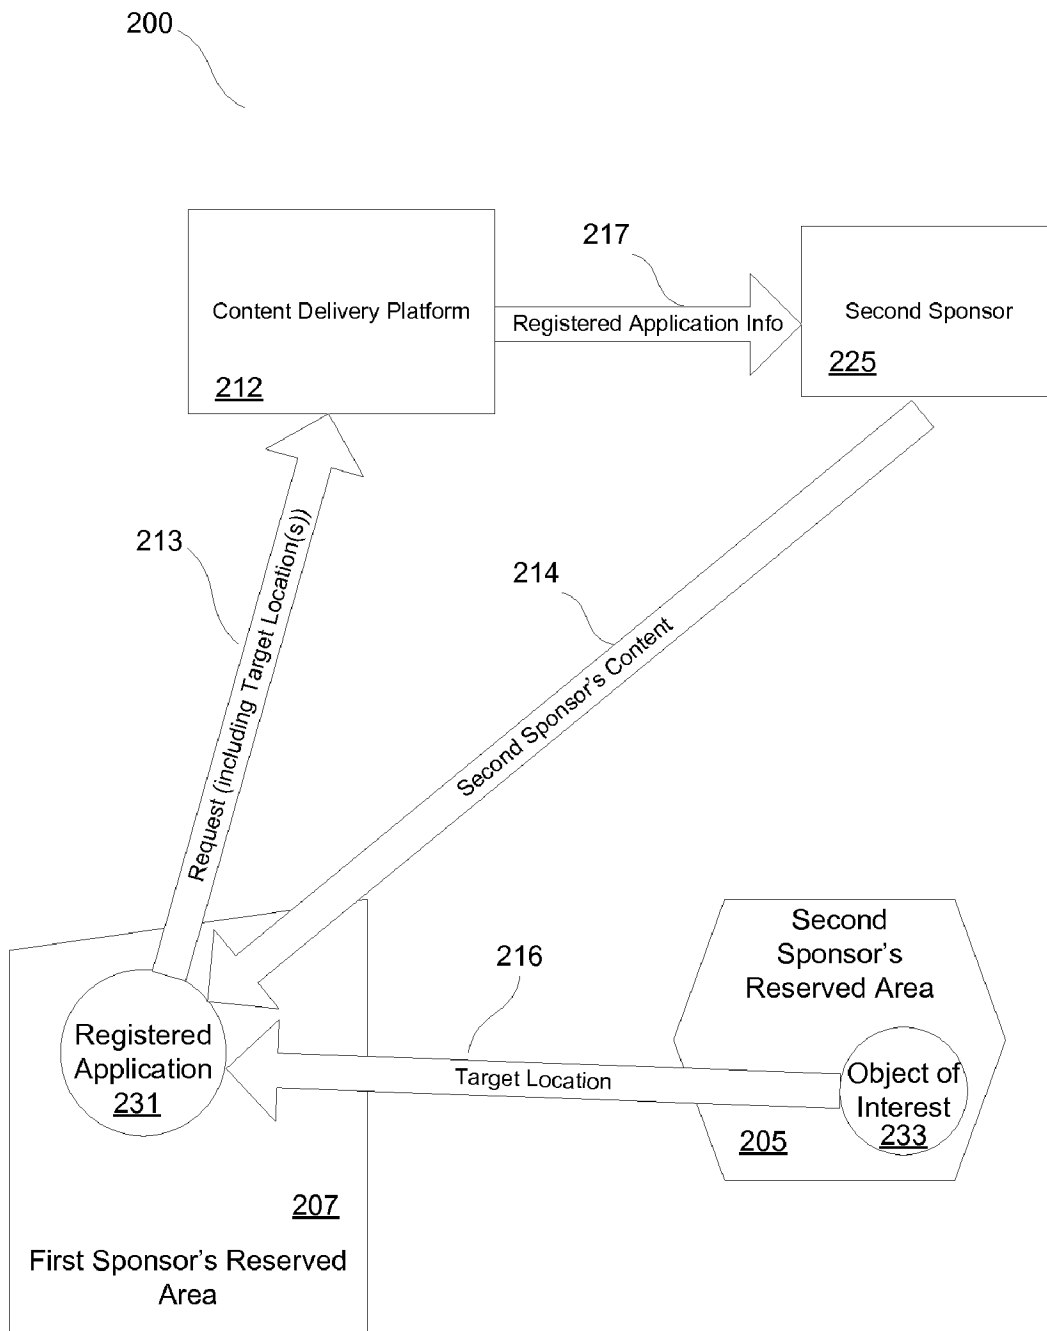 200
217
Content Delivery Platform
Registered Application Info
Second Sponsor
212
225
213
214
Request (including Target Location(s))
Second Sponsor's Content
Second
Sponsor's
Reserved Area
216
Registered
Application
231
Target Location
Object of
Interest
233
205
207
First Sponsor's Reserved
Area